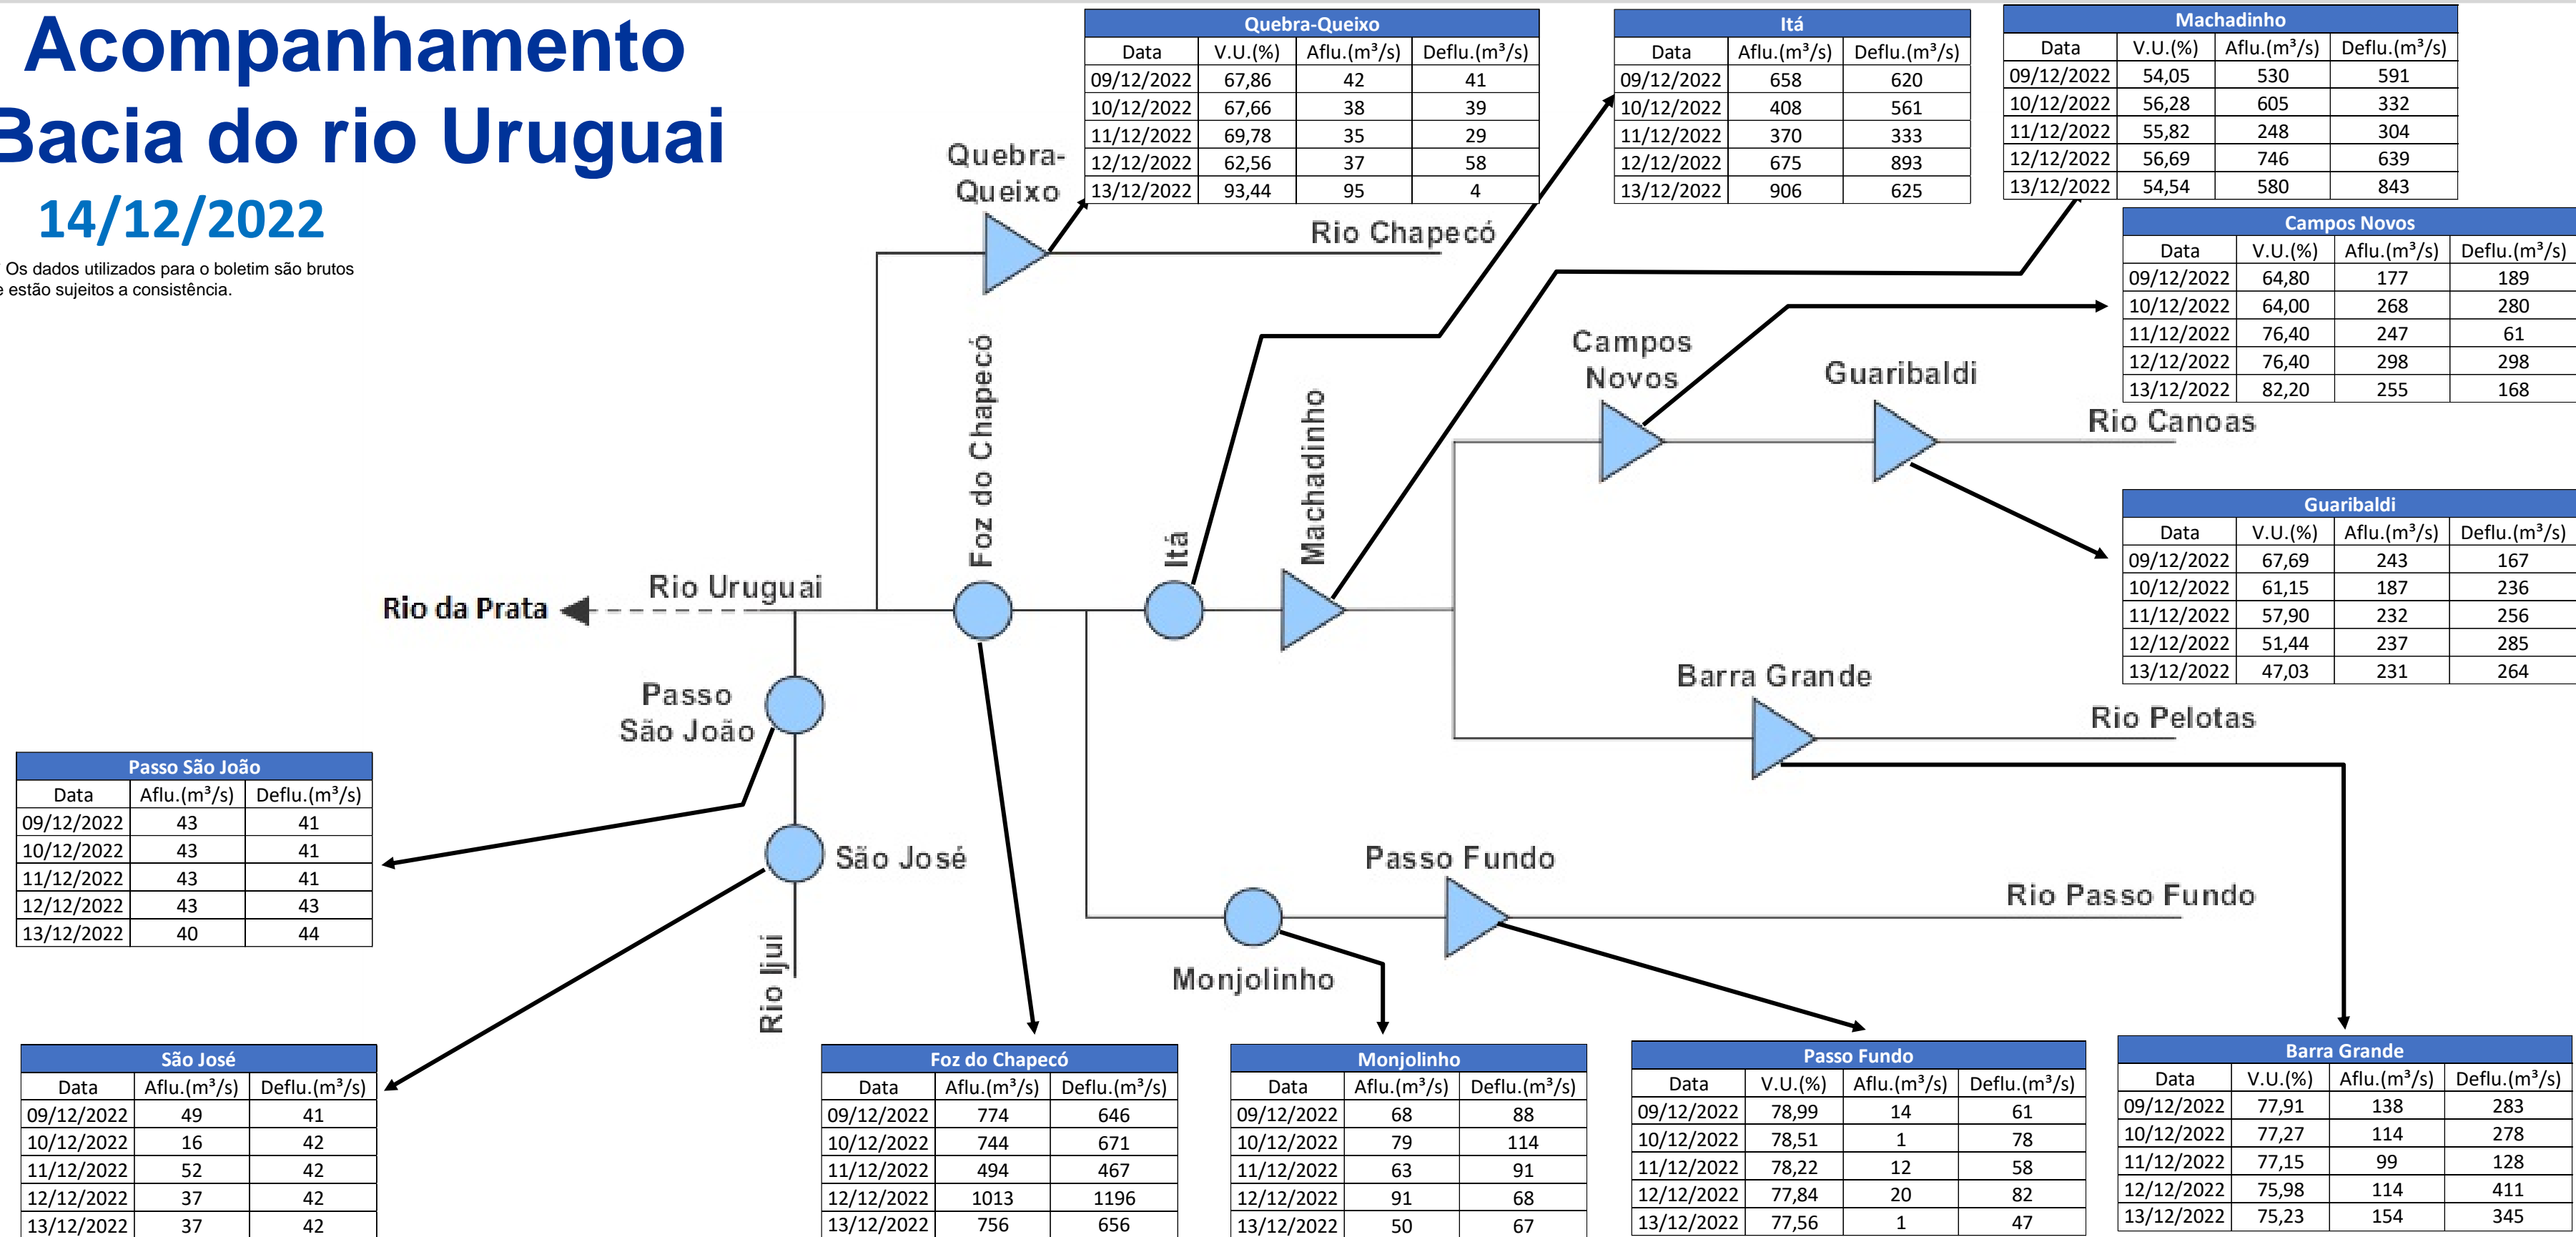 Acompanhamento
Bacia do rio Uruguai
14/12/2022
Os dados utilizados para o boletim são brutos
e estão sujeitos a consistência.
Quebra-Queixo
Data V.U.(%) Aflu.(m³/s) Deflu.(m³/s)
09/12/2022 67,86 42 41
10/12/2022 67,66 38 39
11/12/2022 69,78 35 29
12/12/2022 62,56 37 58
13/12/2022 93,44 95 4
Itá
Data Aflu.(m³/s) Deflu.(m³/s)
09/12/2022 658 620
10/12/2022 408 561
11/12/2022 370 333
12/12/2022 675 893
13/12/2022 906 625
Machadinho
Data V.U.(%) Aflu.(m³/s) Deflu.(m³/s)
09/12/2022 54,05 530 591
10/12/2022 56,28 605 332
11/12/2022 55,82 248 304
12/12/2022 56,69 746 639
13/12/2022 54,54 580 843
Campos Novos
Data V.U.(%) Aflu.(m³/s) Deflu.(m³/s)
09/12/2022 64,80 177 189
10/12/2022 64,00 268 280
11/12/2022 76,40 247 61
12/12/2022 76,40 298 298
13/12/2022 82,20 255 168
Guaribaldi
Data V.U.(%) Aflu.(m³/s) Deflu.(m³/s)
09/12/2022 67,69 243 167
10/12/2022 61,15 187 236
11/12/2022 57,90 232 256
12/12/2022 51,44 237 285
13/12/2022 47,03 231 264
Quebra-
Queixo
Rio Chapecó
Foz do Chapecó
Itá
Machadinho
Campos
Novos
Guaribaldi
Rio Canoas
Rio Uruguai
Rio da Prata
Barra Grande
Rio Pelotas
Passo
São João
São José
Rio Ijuí
Passo Fundo
Rio Passo Fundo
Monjolinho
Passo São João
Data Aflu.(m³/s) Deflu.(m³/s)
09/12/2022 43 41
10/12/2022 43 41
11/12/2022 43 41
12/12/2022 43 43
13/12/2022 40 44
São José
Data Aflu.(m³/s) Deflu.(m³/s)
09/12/2022 49 41
10/12/2022 16 42
11/12/2022 52 42
12/12/2022 37 42
13/12/2022 37 42
Foz do Chapecó
Data Aflu.(m³/s) Deflu.(m³/s)
09/12/2022 774 646
10/12/2022 744 671
11/12/2022 494 467
12/12/2022 1013 1196
13/12/2022 756 656
Monjolinho
Data Aflu.(m³/s) Deflu.(m³/s)
09/12/2022 68 88
10/12/2022 79 114
11/12/2022 63 91
12/12/2022 91 68
13/12/2022 50 67
Passo Fundo
Data V.U.(%) Aflu.(m³/s) Deflu.(m³/s)
09/12/2022 78,99 14 61
10/12/2022 78,51 1 78
11/12/2022 78,22 12 58
12/12/2022 77,84 20 82
13/12/2022 77,56 1 47
Barra Grande
Data V.U.(%) Aflu.(m³/s) Deflu.(m³/s)
09/12/2022 77,91 138 283
10/12/2022 77,27 114 278
11/12/2022 77,15 99 128
12/12/2022 75,98 114 411
13/12/2022 75,23 154 345